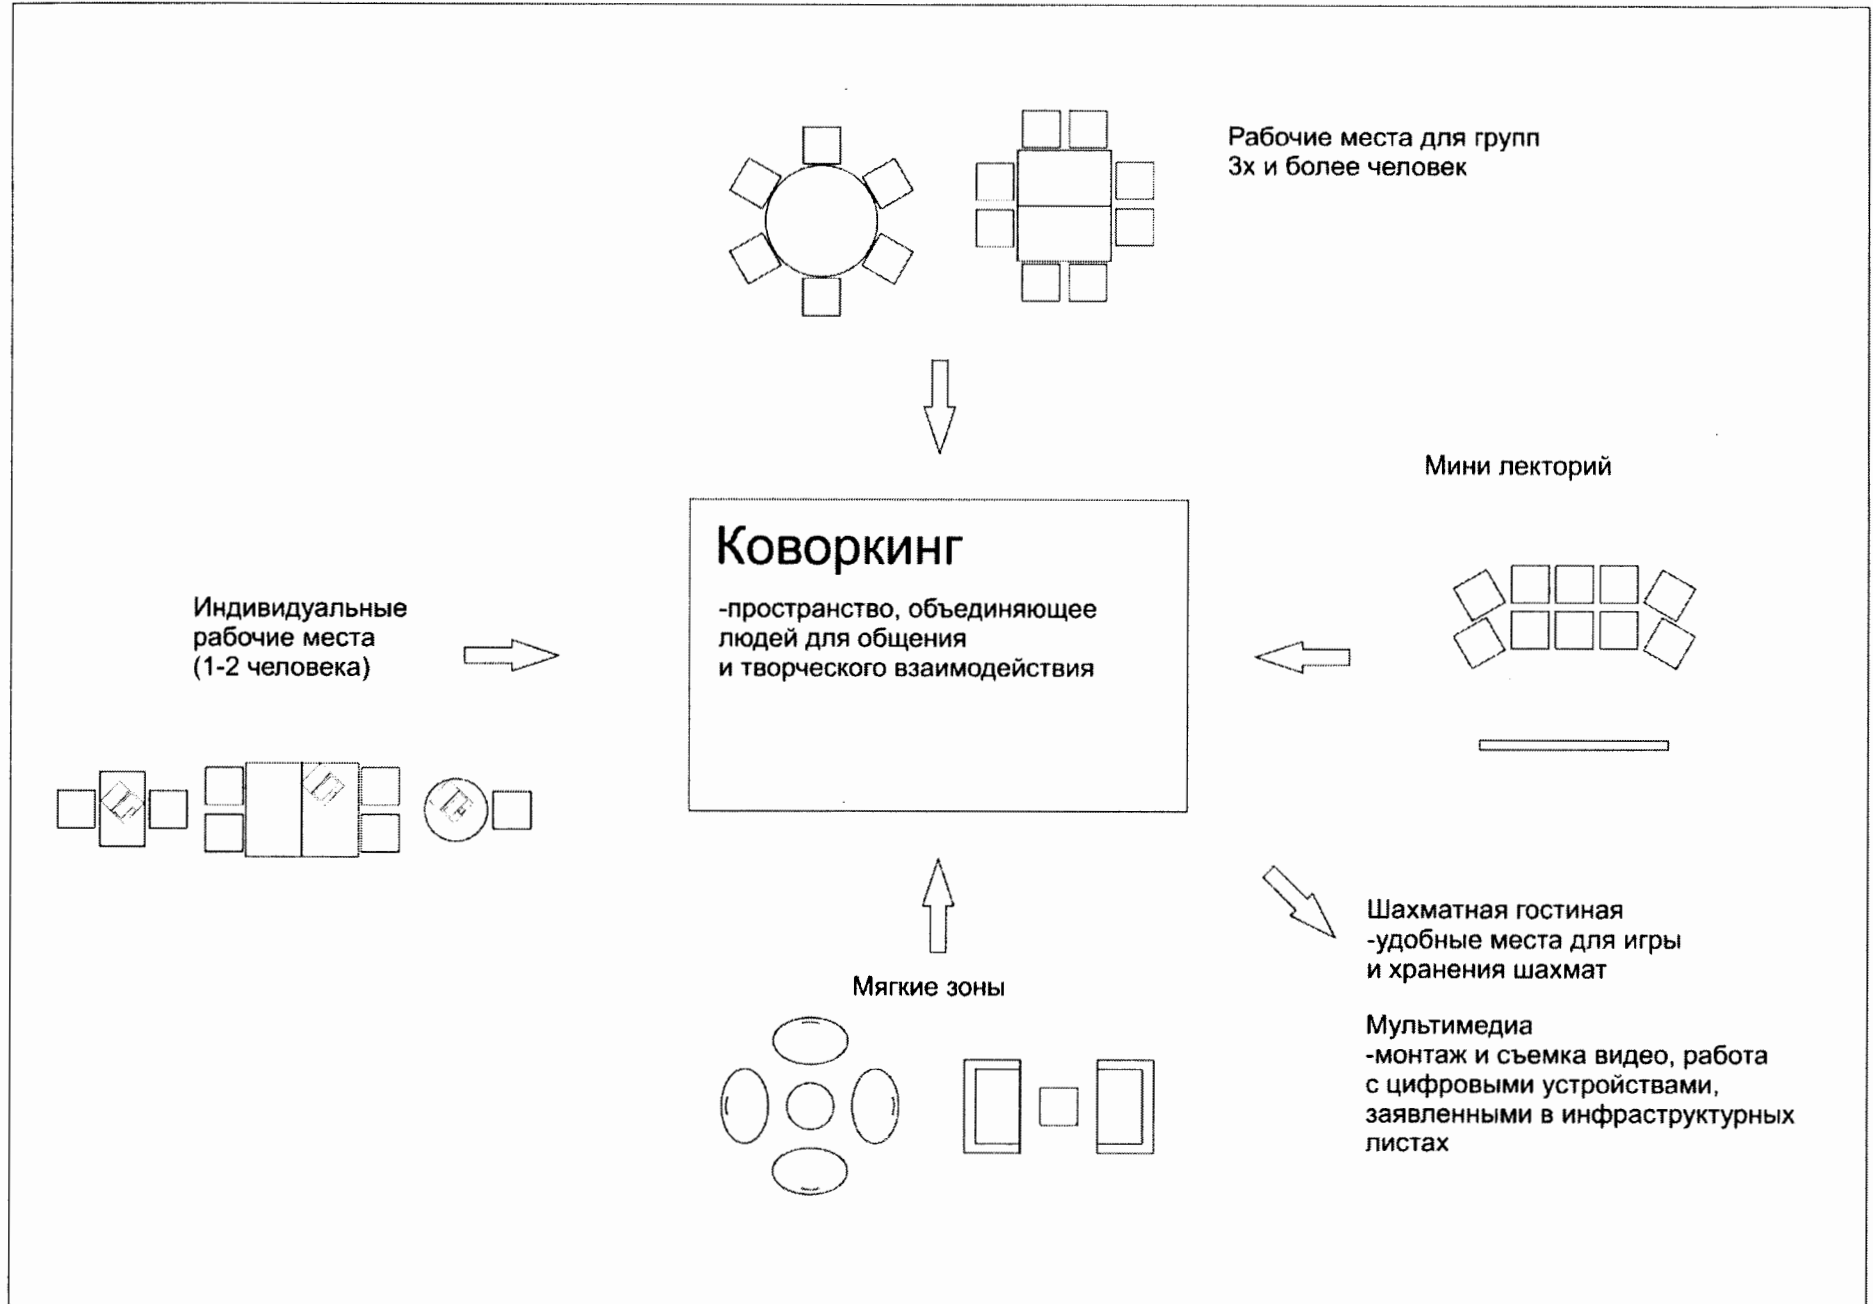 Рабочие места для групп
3х и более человек
Мини лекторий
Коворкинг
-пространство, объединяющее
людей для общения
и творческого взаимодействия
Индивидуальные
рабочие места
(1-2 человека)
Мягкие зоны
Шахматная гостиная
-удобные места для игры
и хранения шахмат
Мультимедиа
-монтаж и съемка видео, работа
с цифровыми устройствами,
заявленными в инфраструктурных
листах